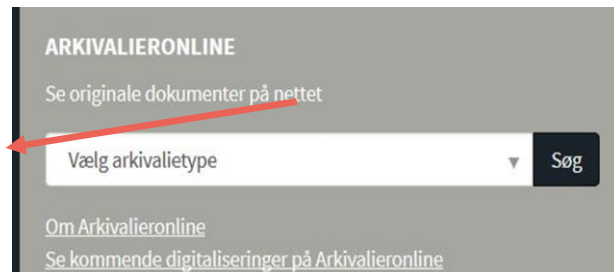 ARKIVALIERONLINE
Se originale dokumenter på nettet
Vælg arkivalietype
Søg
Om Arkivalieronline
Se kommende digitaliseringer på Arkivalieronline